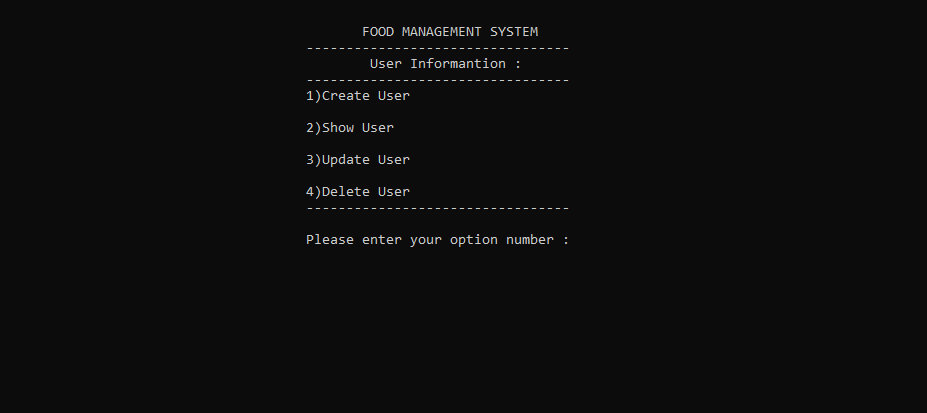 FOOD MANAGEMENT SYSTEM
---------------------------------
User Informantion :
---------------------------------
1)Create User
2)Show User
3)Update User
4)Delete User
---------------------------------
Please enter your option number :